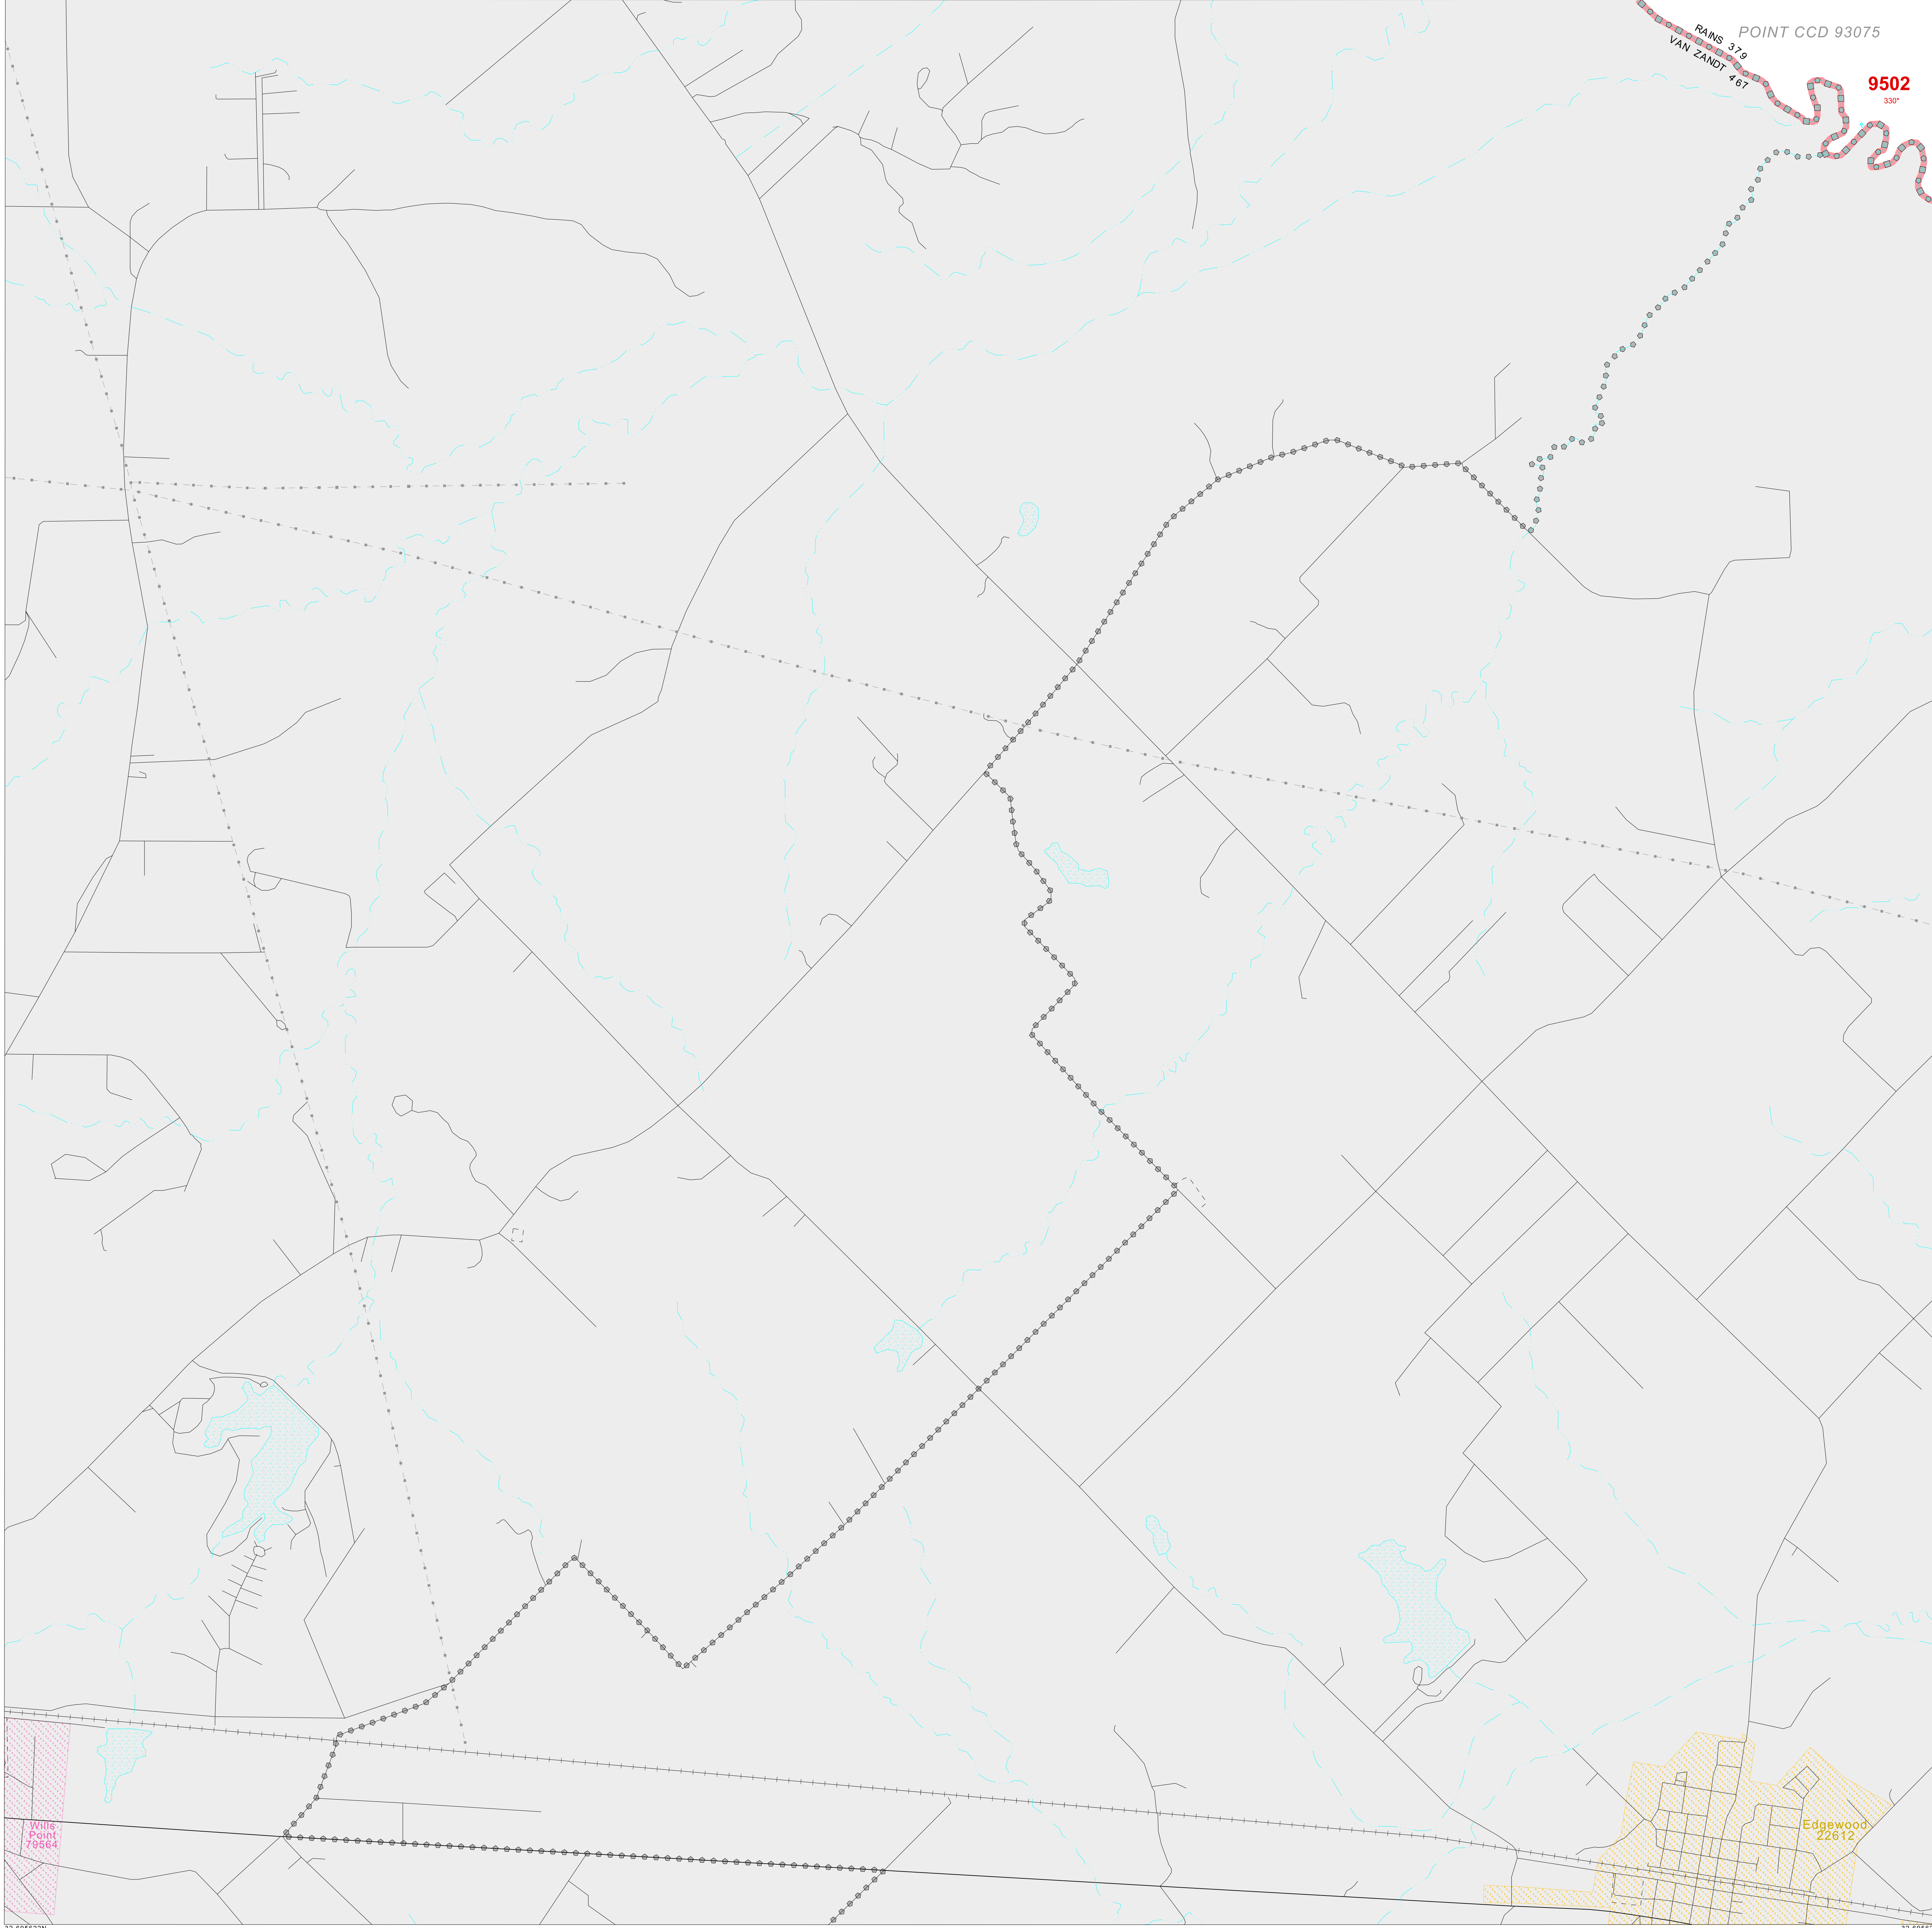 POINT CCD 93075
RAINS 379
VAN ZANDT 467
9502
330"
Wills
Point
79564
Edgewood
22612